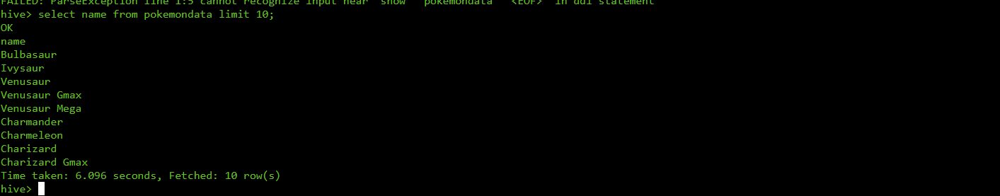 FAILED: ParseException line 1:5 cannot recognize input near 'show' 'pokemondata' '<EOF>' in ddl statement
hive> select name from pokemondata limit 10;
OK
name
Bulbasaur
Ivysaur
Venusaur
Venusaur Gmax
Venusaur Mega
Charmander
Charmeleon
Charizard
Charizard Gmax
Time taken: 6.096 seconds, Fetched: 10 row(s)
hive>